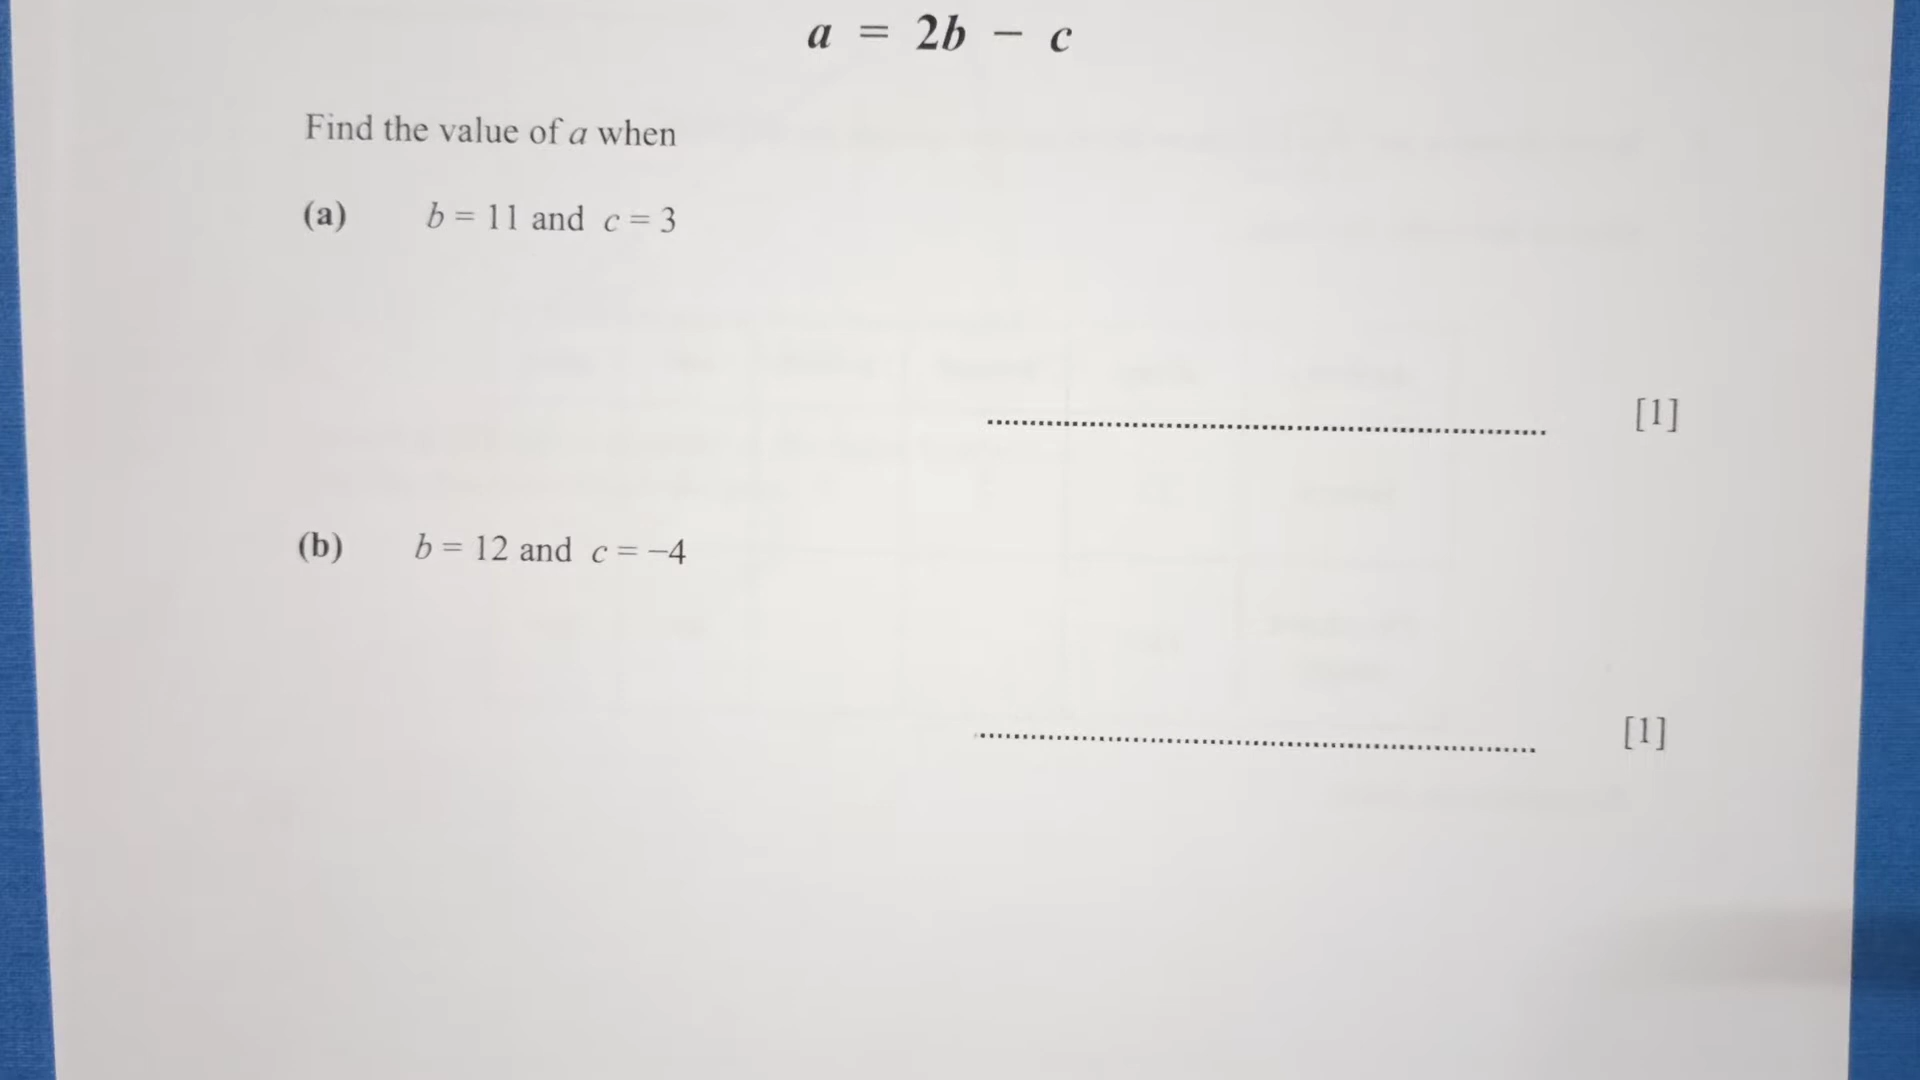 a = 2b − c
Find the value of a when
(a) b = 11 and c = 3
[1]
(b) b = 12 and c = −4
[1]